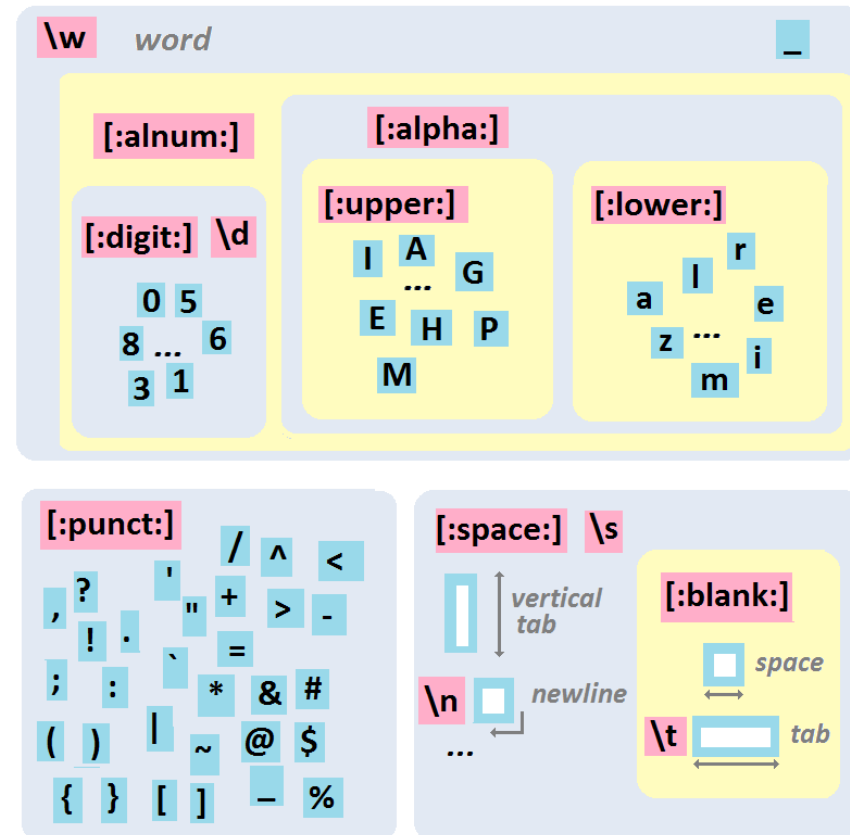 \w word _
[:alnum:]
[:alpha:]
[:digit:] \d
[:upper:]
[:lower:]
0 5
8 ... 6
3 1
I A G
...
E H P
M
r
l
a e
z ... i
m
[:punct:]
/ ^ <
? '
, " + > -
! .
` =
; : * & #
( ) | ~ @ $
{ } [ ] _ %
[:space:] \s
vertical
tab
\n newline
...
[:blank:]
space
\t tab